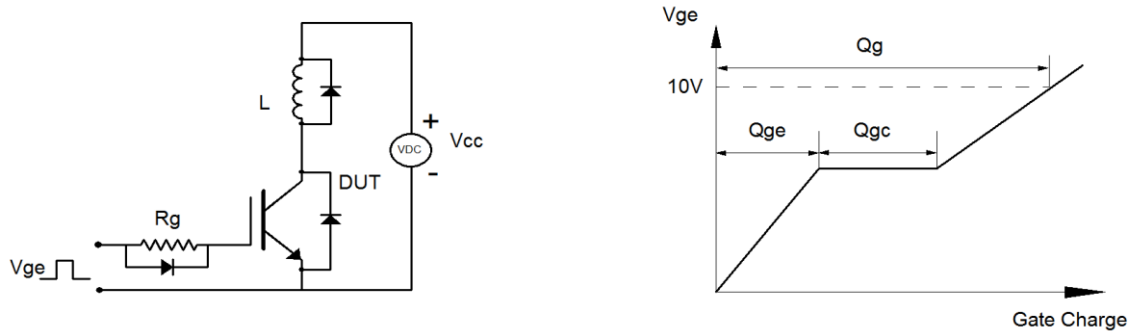 L
VDC
+
Vcc
-
DUT
Rg
Vge
Vge
Qg
10V
Qge
Qgc
Gate Charge